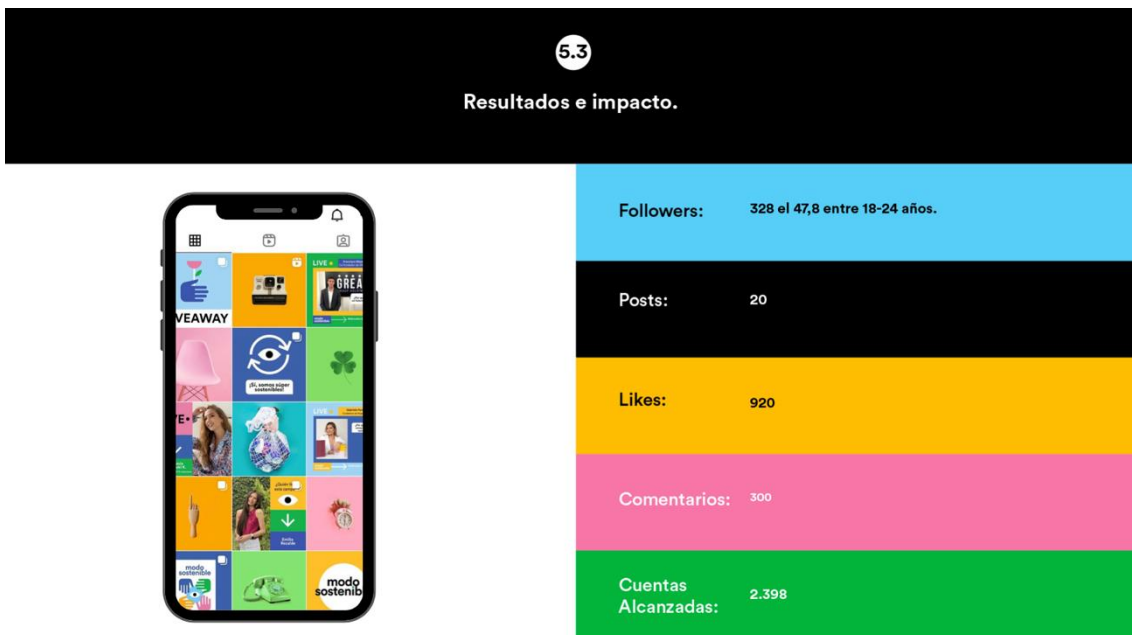 5.3
Resultados e impacto.
Followers: 328 el 47,8 entre 18-24 años.
Posts: 20
Likes: 920
Comentarios: 300
Cuentas
Alcanzadas: 2.398
VEAWAY
LIVE
GREA
¡Sí, somos súper
sostenibles!
LIVE
modo
sostenible
modo
sostenib